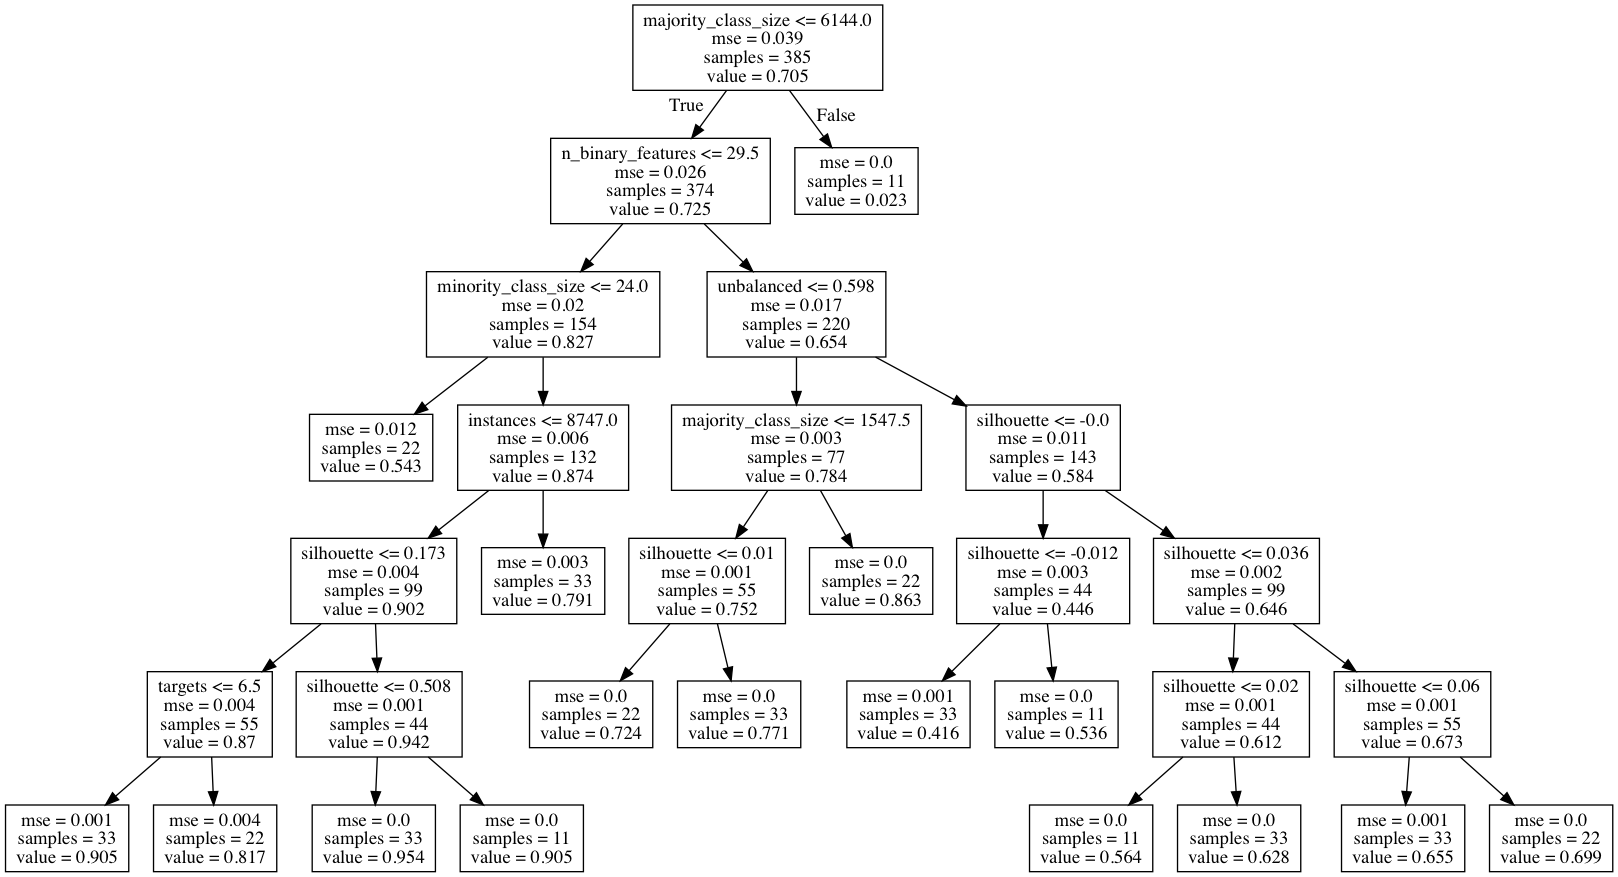 majority_class_size <= 6144.0
mse = 0.039
samples = 385
value = 0.705
True
False
n_binary_features <= 29.5
mse = 0.026
samples = 374
value = 0.725
mse = 0.0
samples = 11
value = 0.023
minority_class_size <= 24.0
mse = 0.02
samples = 154
value = 0.827
unbalanced <= 0.598
mse = 0.017
samples = 220
value = 0.654
mse = 0.012
samples = 22
value = 0.543
instances <= 8747.0
mse = 0.006
samples = 132
value = 0.874
majority_class_size <= 1547.5
mse = 0.003
samples = 77
value = 0.784
silhouette <= -0.0
mse = 0.011
samples = 143
value = 0.584
silhouette <= 0.173
mse = 0.004
samples = 99
value = 0.902
mse = 0.003
samples = 33
value = 0.791
silhouette <= 0.01
mse = 0.001
samples = 55
value = 0.752
mse = 0.0
samples = 22
value = 0.863
silhouette <= -0.012
mse = 0.003
samples = 44
value = 0.446
silhouette <= 0.036
mse = 0.002
samples = 99
value = 0.646
targets <= 6.5
mse = 0.004
samples = 55
value = 0.87
silhouette <= 0.508
mse = 0.001
samples = 44
value = 0.942
mse = 0.0
samples = 22
value = 0.724
mse = 0.0
samples = 33
value = 0.771
mse = 0.001
samples = 33
value = 0.416
mse = 0.0
samples = 11
value = 0.536
silhouette <= 0.02
mse = 0.001
samples = 44
value = 0.612
silhouette <= 0.06
mse = 0.001
samples = 55
value = 0.673
mse = 0.001
samples = 33
value = 0.905
mse = 0.004
samples = 22
value = 0.817
mse = 0.0
samples = 33
value = 0.954
mse = 0.0
samples = 11
value = 0.905
mse = 0.0
samples = 11
value = 0.564
mse = 0.0
samples = 33
value = 0.628
mse = 0.001
samples = 33
value = 0.655
mse = 0.0
samples = 22
value = 0.699